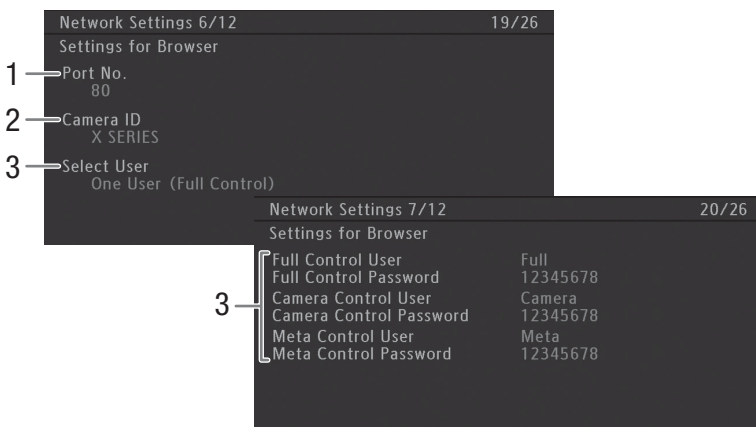 Network Settings 6/12 19/26
Settings for Browser
1 Port No.
80
2 Camera ID
X SERIES
3 Select User
One User (Full Control)
Network Settings 7/12 20/26
Settings for Browser
3
Full Control User Full
Full Control Password 12345678
Camera Control User Camera
Camera Control Password 12345678
Meta Control User Meta
Meta Control Password 12345678